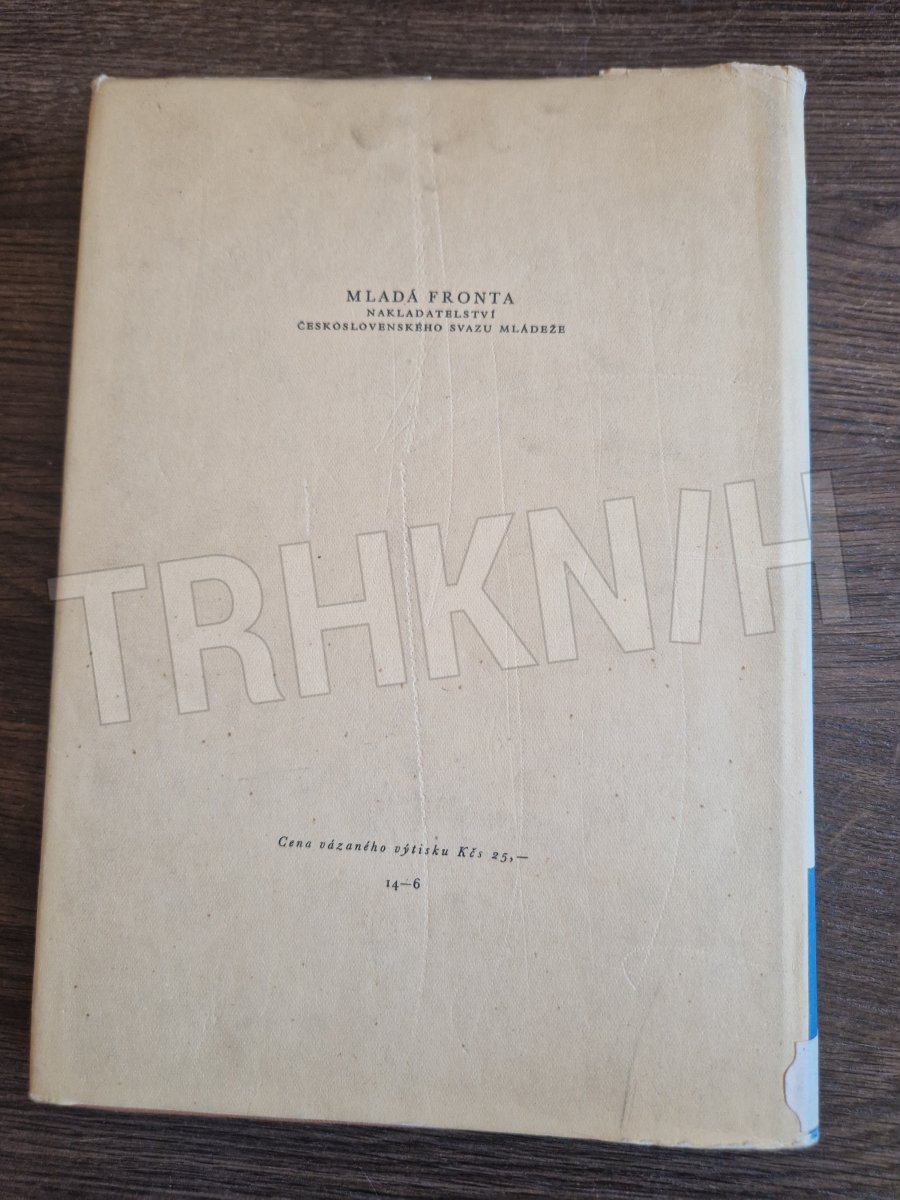 MLADÁ FRONTA
NAKLADATELSTVÍ
ČESKOSLOVENSKÉHO SVAZU MLÁDEŽE
TRHKNIH
Cena vázaného výtisku Kčs 25,—
14—6